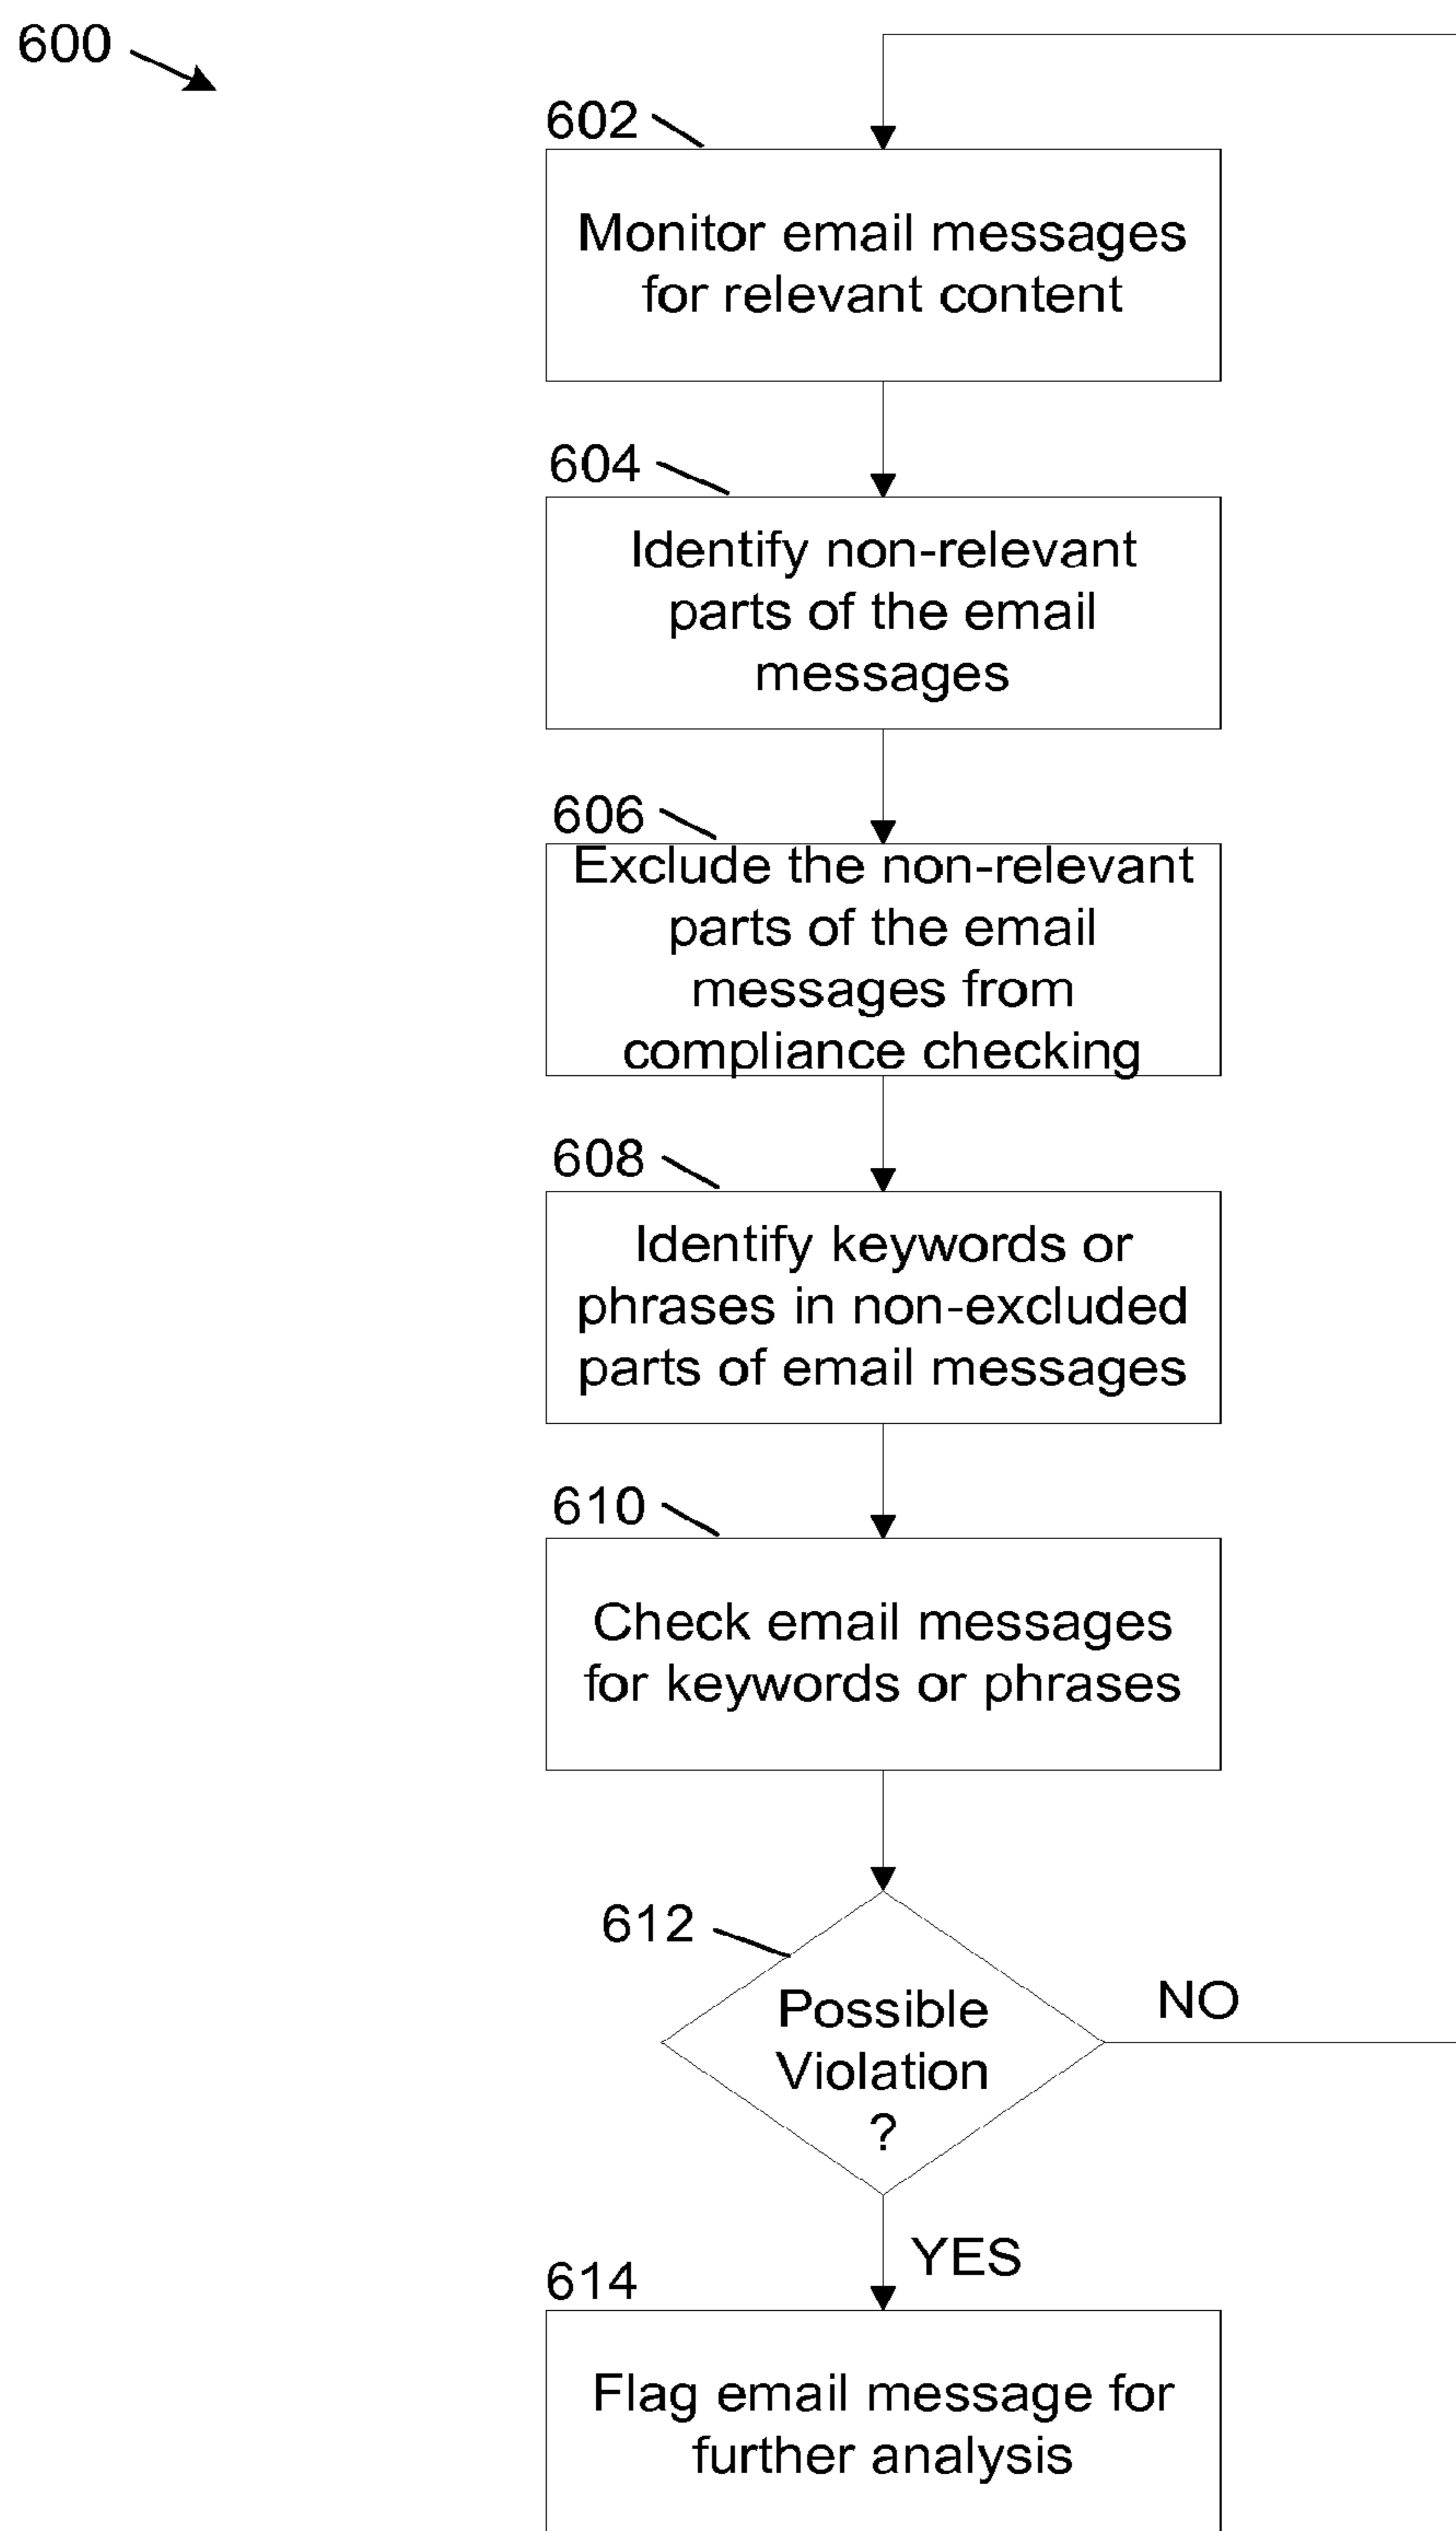 600
602
Monitor email messages
for relevant content
604
Identify non-relevant
parts of the email
messages
606
Exclude the non-relevant
parts of the email
messages from
compliance checking
608
Identify keywords or
phrases in non-excluded
parts of email messages
610
Check email messages
for keywords or phrases
612
Possible
Violation
?
NO
YES
614
Flag email message for
further analysis